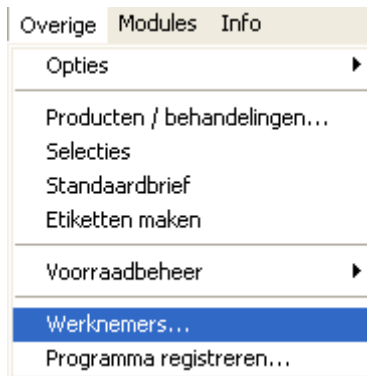 Overige Modules Info
Opties
Producten / behandelingen...
Selecties
Standaardbrief
Etiketten maken
Voorraadbeheer
Werknemers...
Programma registreren...